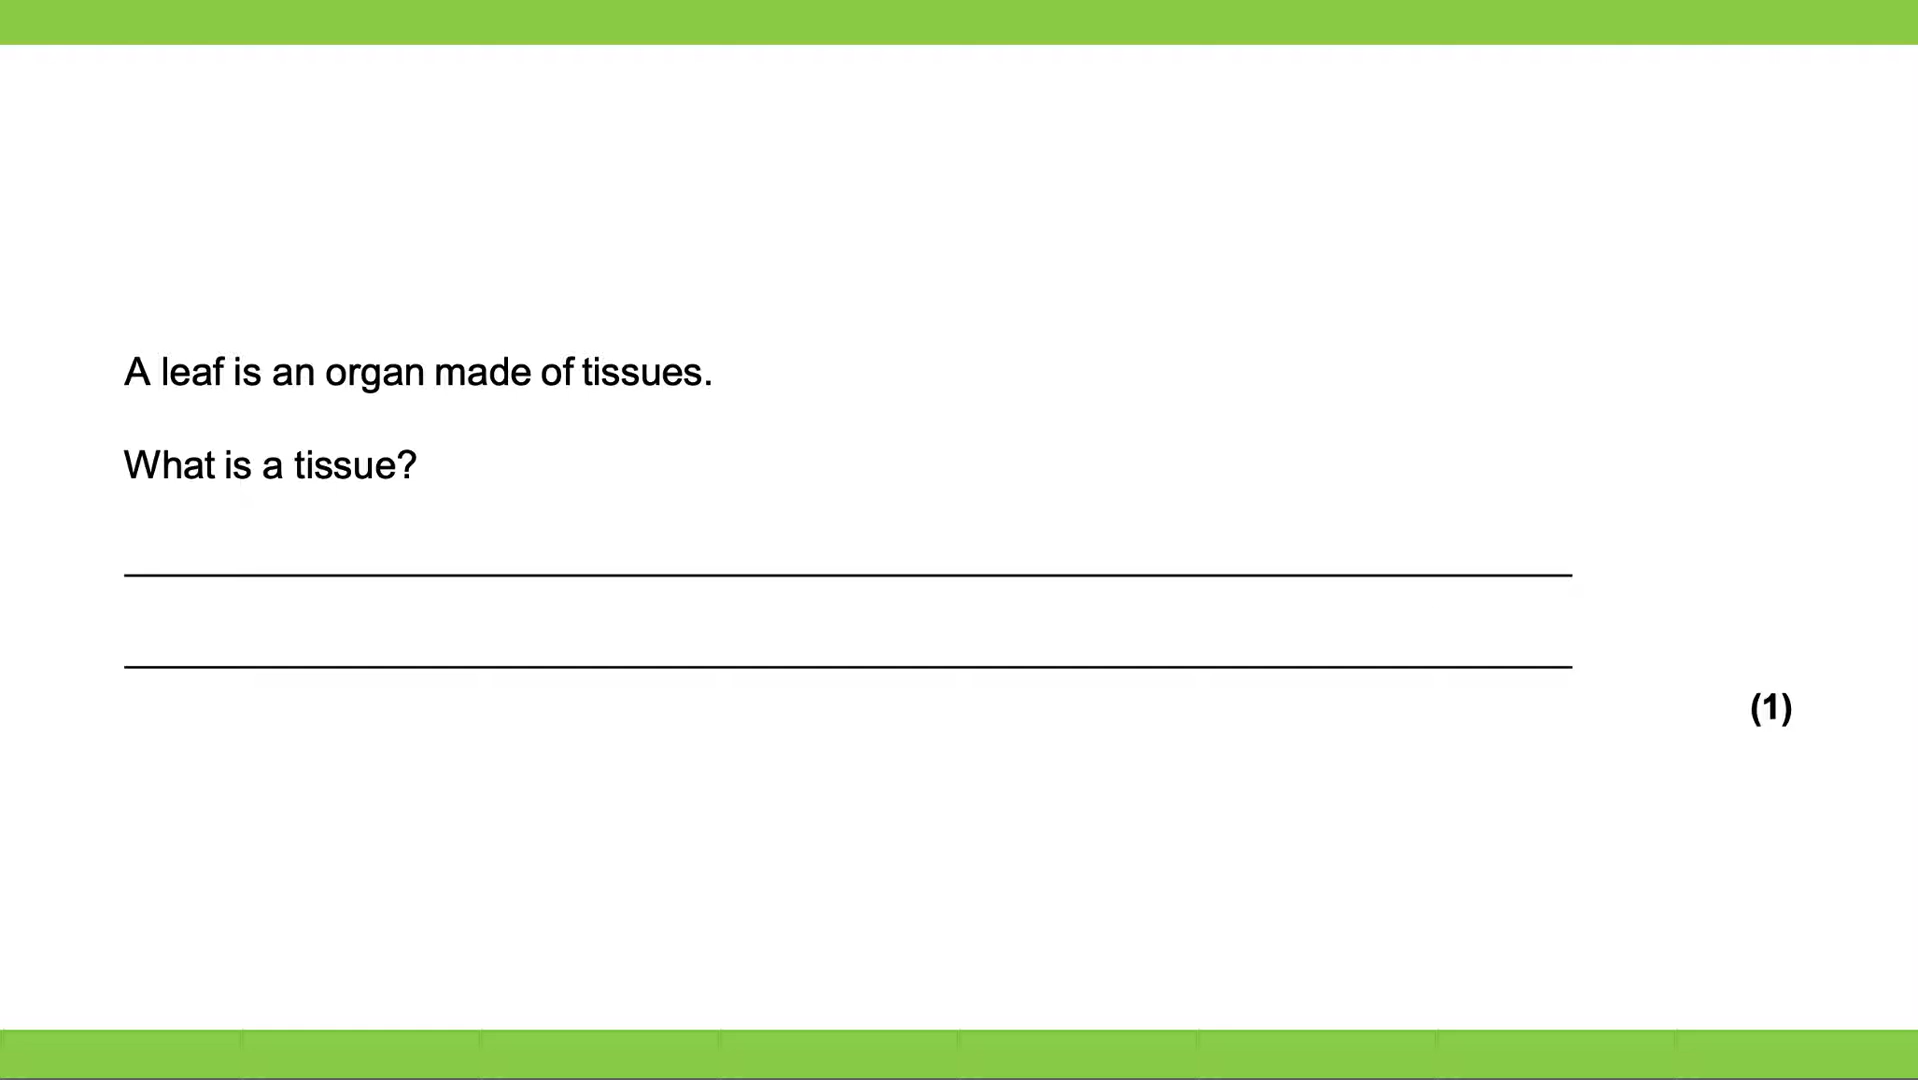 A leaf is an organ made of tissues.
What is a tissue?
(1)